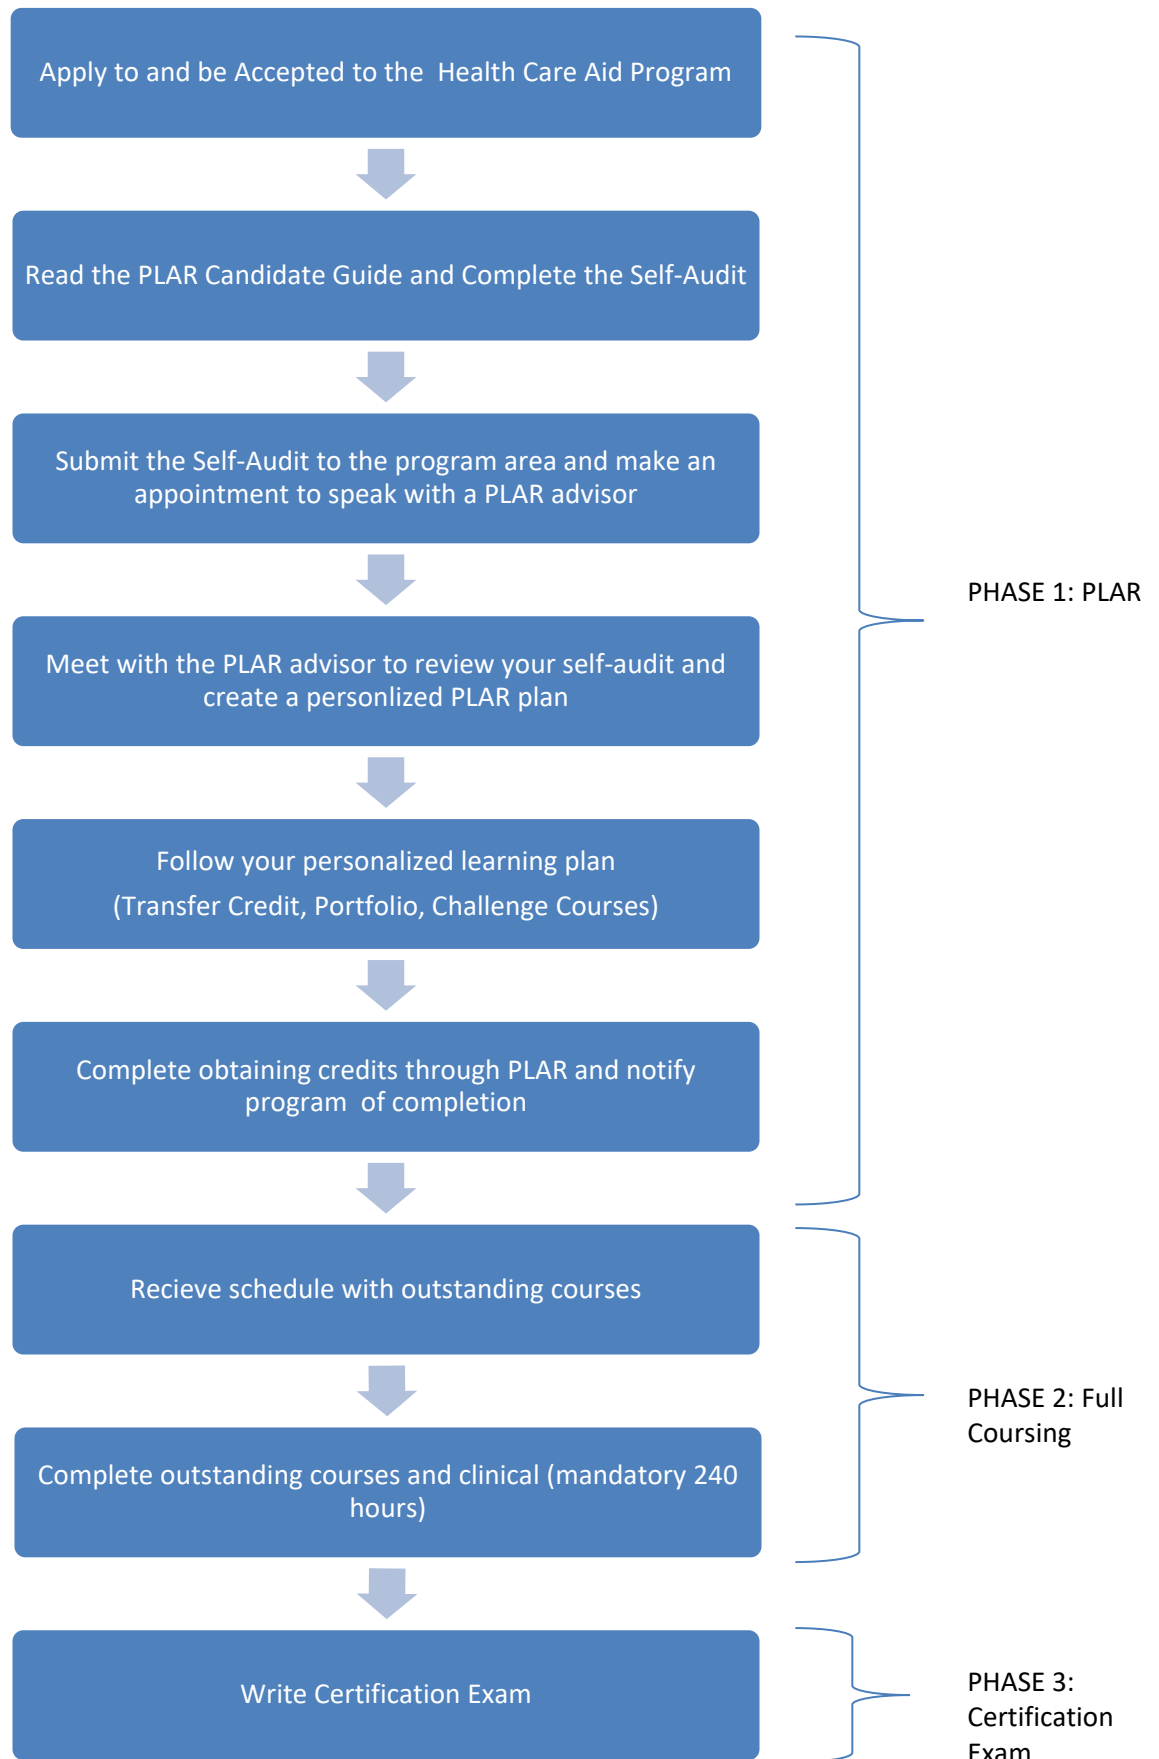 Apply to and be Accepted to the  Health Care Aid Program
Read the PLAR Candidate Guide and Complete the Self-Audit
Submit the Self-Audit to the program area and make an
appointment to speak with a PLAR advisor
Meet with the PLAR advisor to review your self-audit and
create a personlized PLAR plan
Follow your personalized learning plan
(Transfer Credit, Portfolio, Challenge Courses)
Complete obtaining credits through PLAR and notify
program  of completion
PHASE 1: PLAR
Recieve schedule with outstanding courses
Complete outstanding courses and clinical (mandatory 240
hours)
PHASE 2: Full
Coursing
Write Certification Exam
PHASE 3:
Certification
Exam